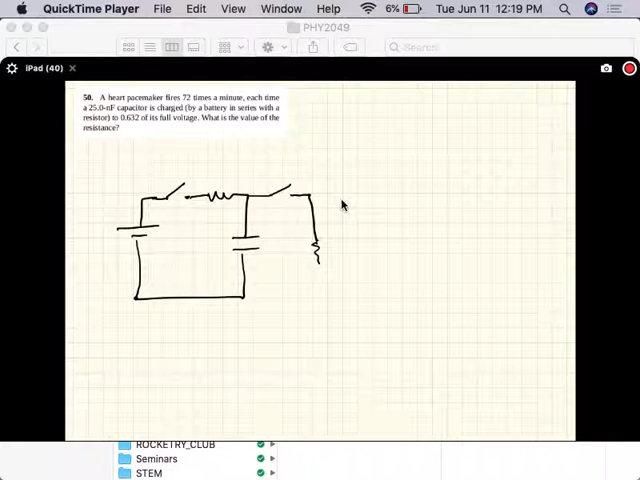 QuickTime Player File Edit View Window Help 6% Tue Jun 11 12:19 PM
PHY2049
Search
iPad (40)
50. A heart pacemaker fires 72 times a minute, each time
a 25.0-nF capacitor is charged (by a battery in series with a
resistor) to 0.632 of its full voltage. What is the value of the
resistance?
ROCKETRY_CLUB
Seminars
STEM